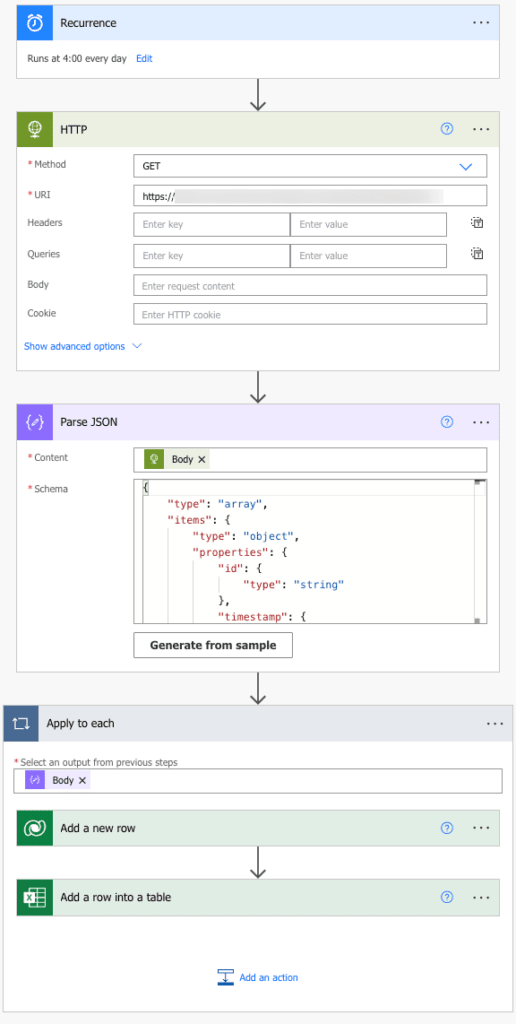 Recurrence
Runs at 4:00 every day Edit
HTTP
* Method GET
* URI https://
Headers Enter key Enter value
Queries Enter key Enter value
Body Enter request content
Cookie Enter HTTP cookie
Show advanced options
Parse JSON
* Content Body
* Schema {
"type": "array",
"items": {
"type": "object",
"properties": {
"id": {
"type": "string"
},
"timestamp": {
Generate from sample
Apply to each
* Select an output from previous steps
Body
Add a new row
Add a row into a table
Add an action